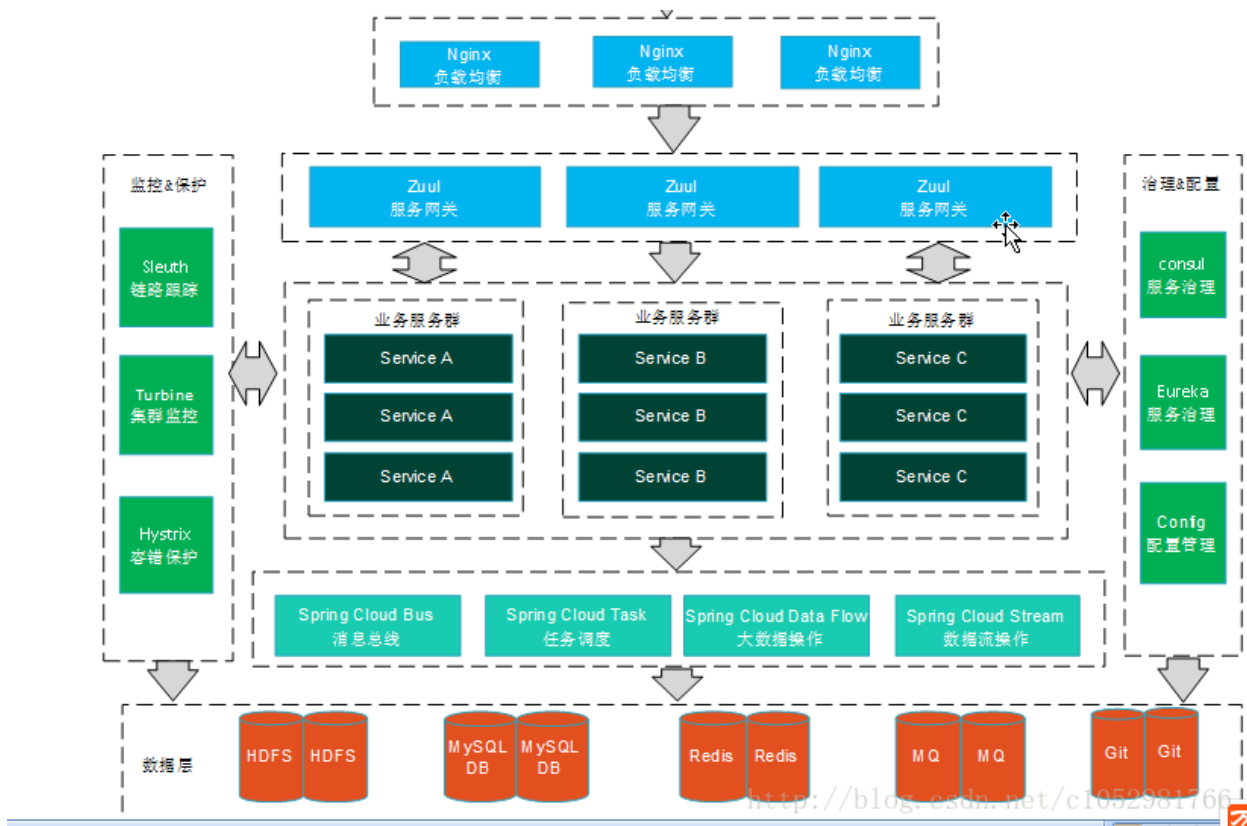 Nginx
负载均衡
Nginx
负载均衡
Nginx
负载均衡
监控&保护
Zuul
服务网关
Zuul
服务网关
Zuul
服务网关
治理&配置
Sleuth
链路跟踪
Turbine
集群监控
Hystrix
容错保护
业务服务群
Service A
Service A
Service A
业务服务群
Service B
Service B
Service B
业务服务群
Service C
Service C
Service C
consul
服务治理
Eureka
服务治理
Config
配置管理
Spring Cloud Bus
消息总线
Spring Cloud Task
任务调度
Spring Cloud Data Flow
大数据操作
Spring Cloud Stream
数据流操作
数据层
HDFS
HDFS
MySQL
DB
MySQL
DB
Redis
Redis
MQ
MQ
Git
Git
http://blog.csdn.net/c1052981766